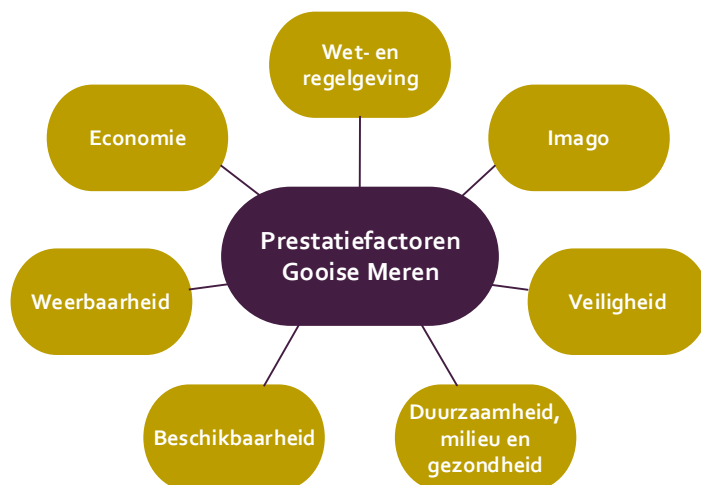 Wet- en
regelgeving
Economie
Imago
Prestatiefactoren
Gooise Meren
Weerbaarheid
Veiligheid
Beschikbaarheid
Duurzaamheid,
milieu en
gezondheid